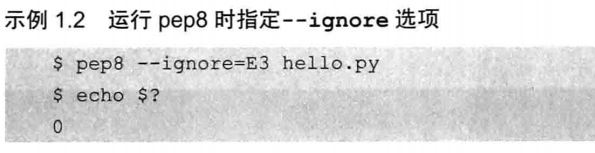 示例 1.2 运行 pep8 时指定--ignore 选项
$ pep8 --ignore=E3 hello.py
$ echo $?
0